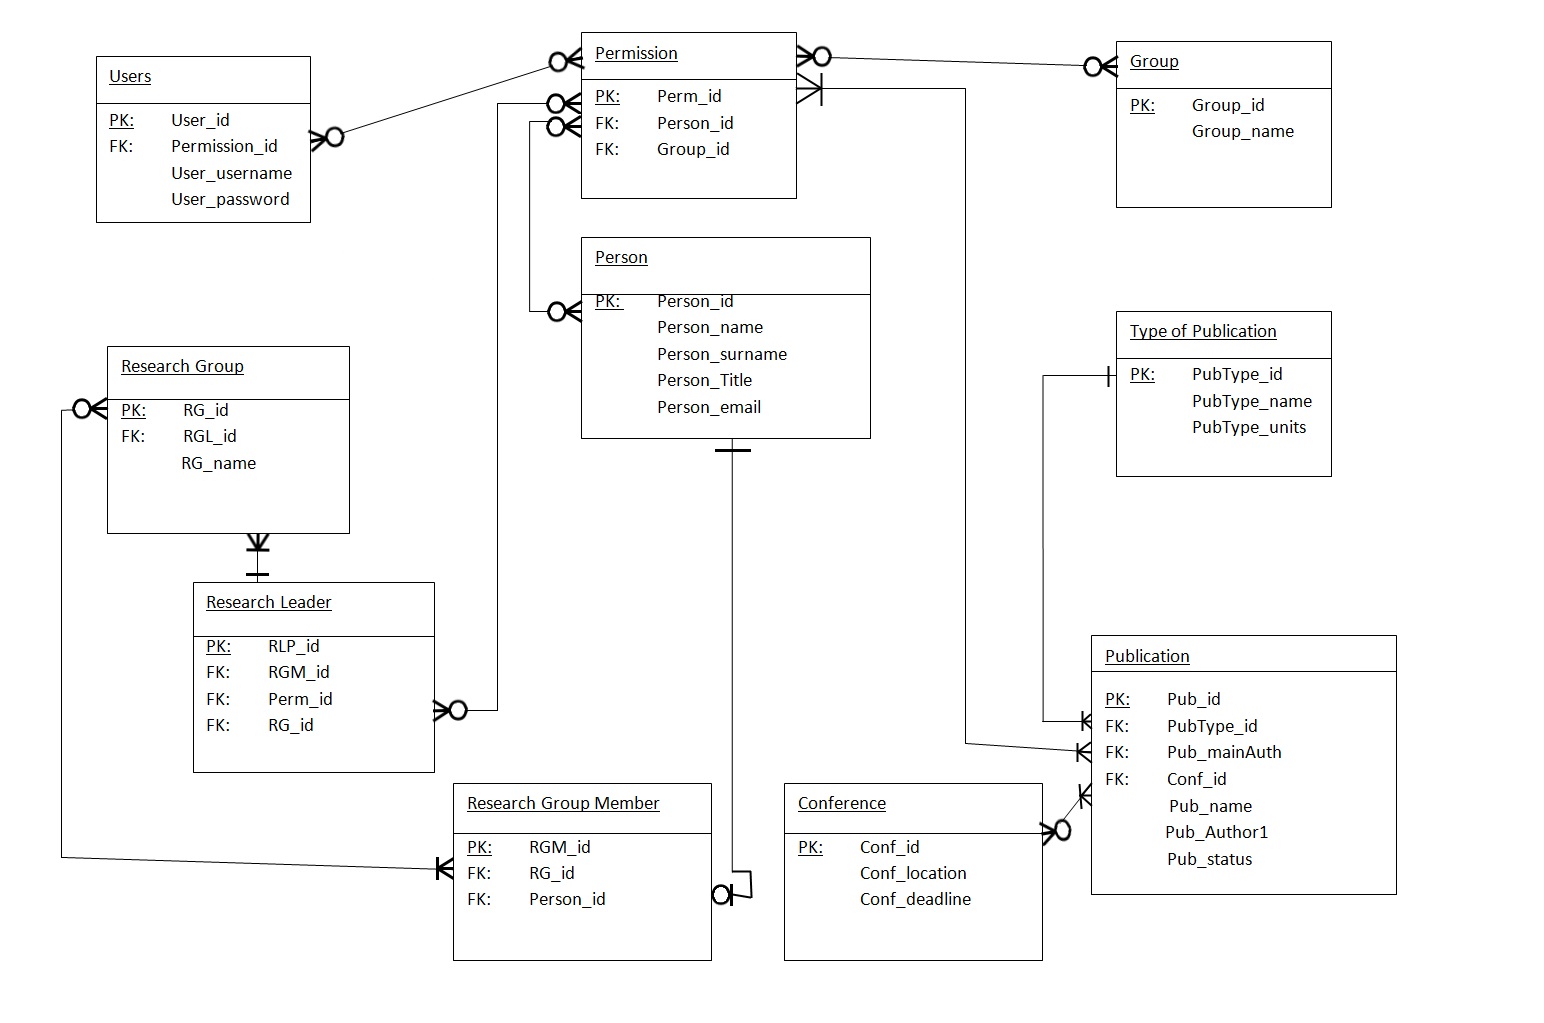 Users
PK: User_id
FK: Permission_id
User_username
User_password
Permission
PK: Perm_id
FK: Person_id
FK: Group_id
Group
PK: Group_id
Group_name
Person
PK: Person_id
Person_name
Person_surname
Person_Title
Person_email
Type of Publication
PK: PubType_id
PubType_name
PubType_units
Research Group
PK: RG_id
FK: RGL_id
RG_name
Research Leader
PK: RLP_id
FK: RGM_id
FK: Perm_id
FK: RG_id
Research Group Member
PK: RGM_id
FK: RG_id
FK: Person_id
Conference
PK: Conf_id
Conf_location
Conf_deadline
Publication
PK: Pub_id
FK: PubType_id
FK: Pub_mainAuth
FK: Conf_id
Pub_name
Pub_Author1
Pub_status